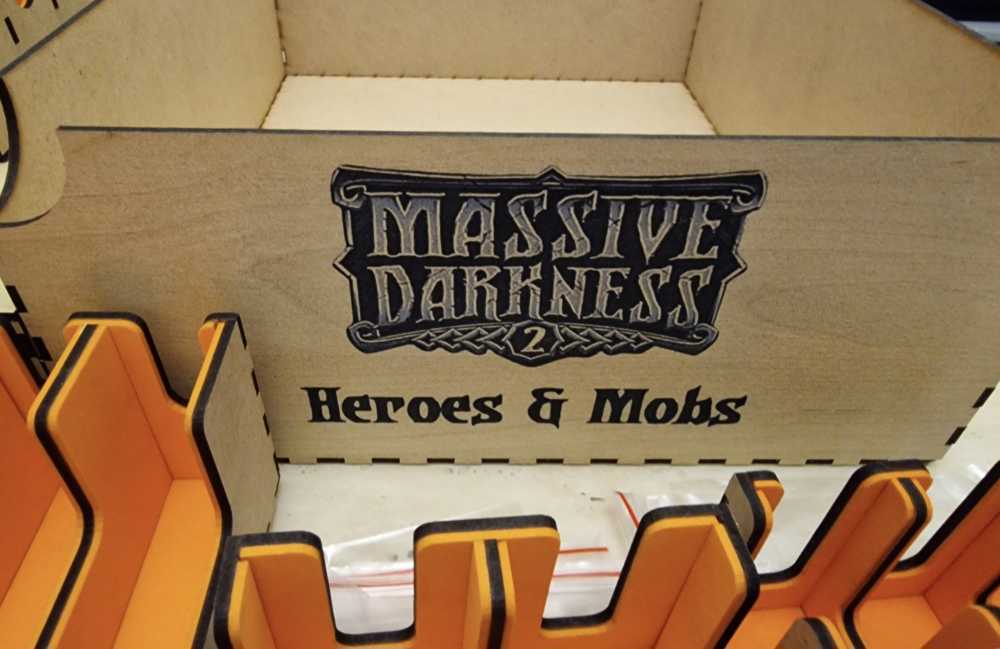 MASSIVE
DARKNESS
2
Heroes & Mobs